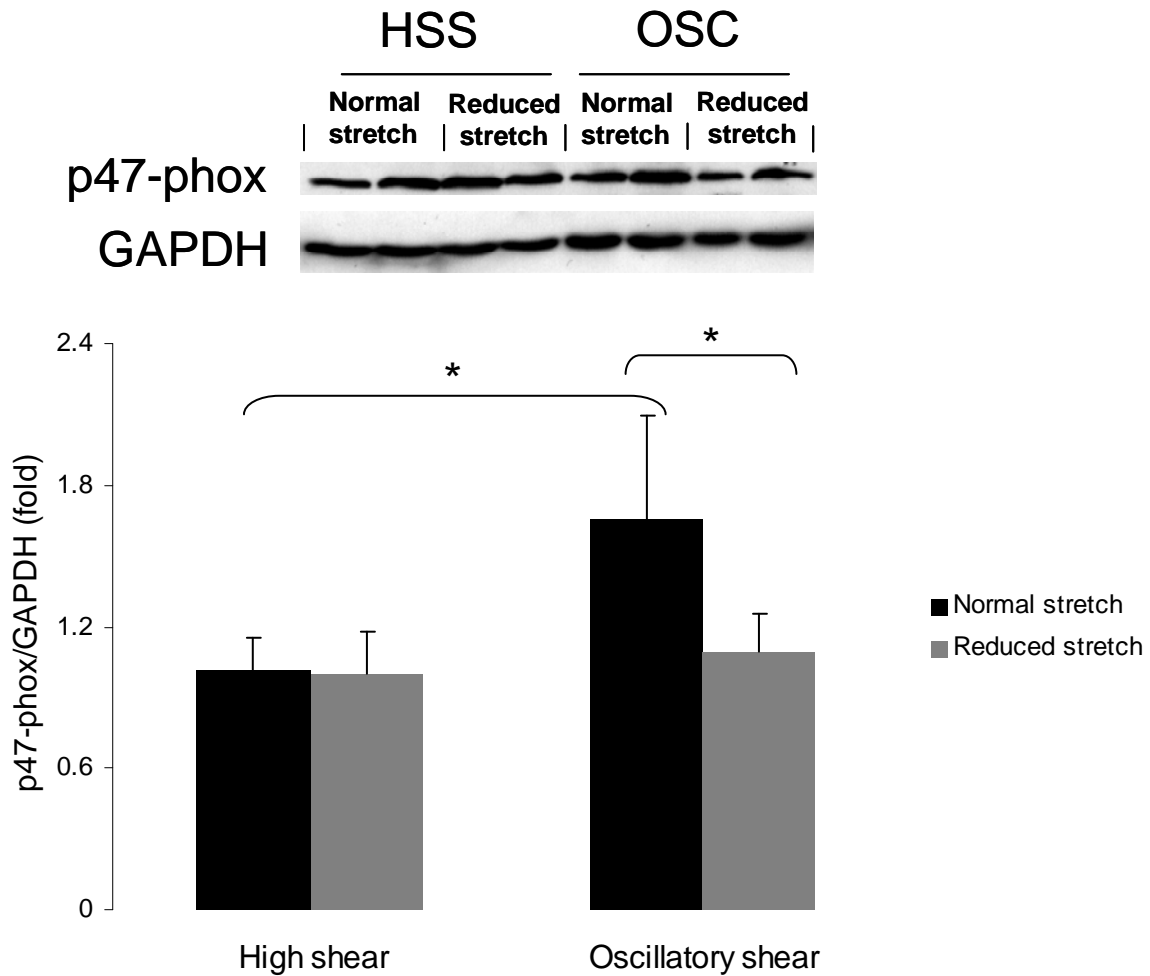 HSS OSC
Normal stretch Reduced stretch Normal stretch Reduced stretch
p47-phox
GAPDH
2.4
1.8
1.2
0.6
0
p47-phox/GAPDH (fold)
*
*
Normal stretch
Reduced stretch
High shear Oscillatory shear